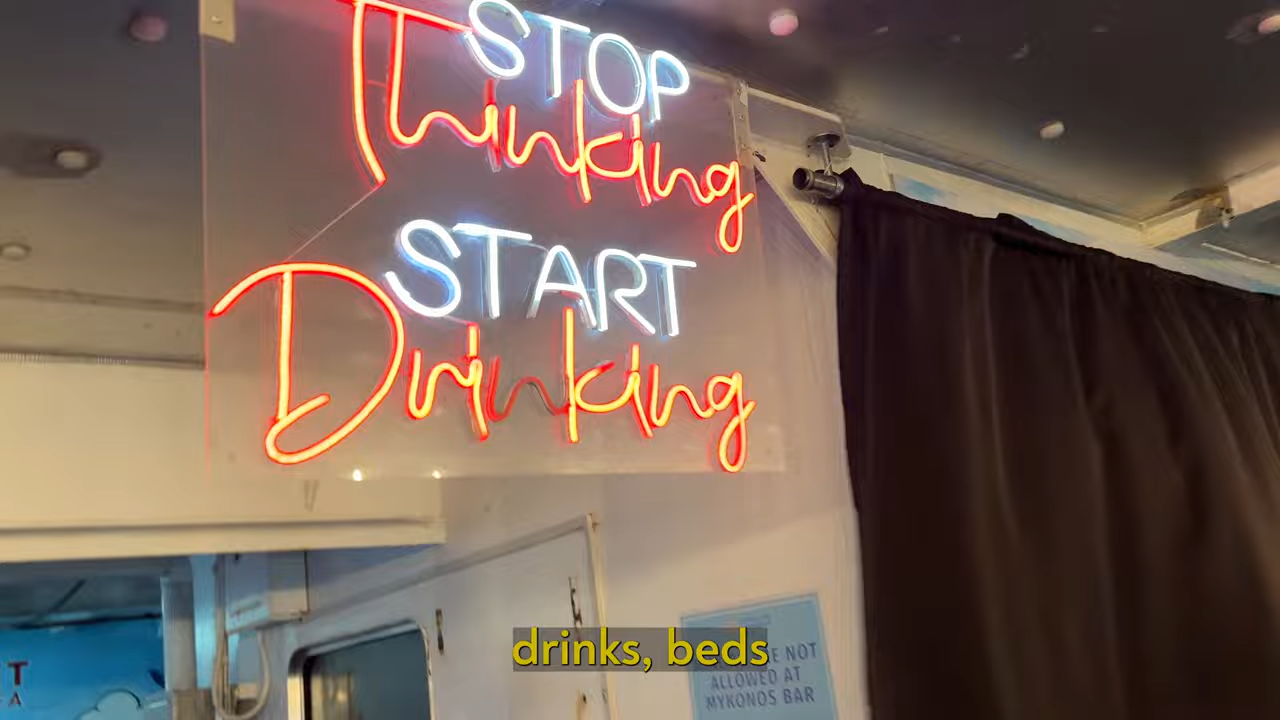 STOP
Thinking
START
Drinking
drinks, beds
NOT
ALLOWED AT
MYKONOS BAR